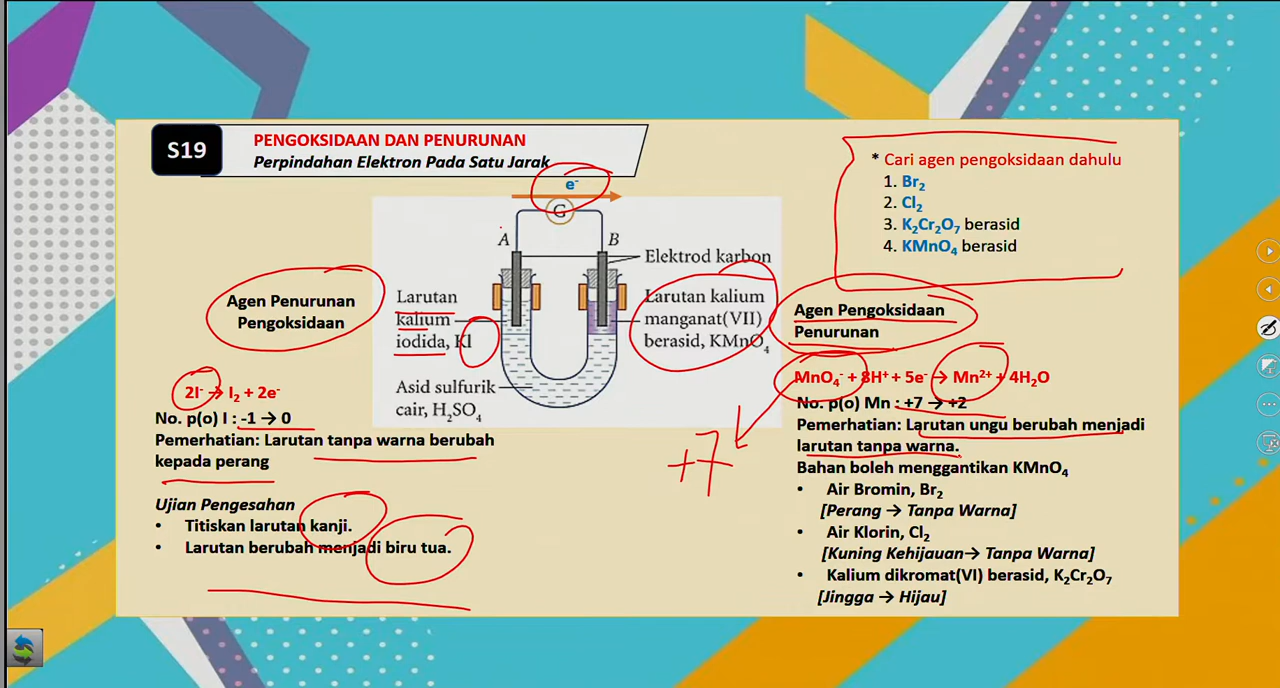 S19
PENGOKSIDAAN DAN PENURUNAN
Perpindahan Elektron Pada Satu Jarak
e⁻
G
A
B
Elektrod karbon
Larutan
kalium
iodida, KI
Larutan kalium
manganat(VII)
berasid, KMnO₄
Asid sulfurik
cair, H₂SO₄
* Cari agen pengoksidaan dahulu
1. Br₂
2. Cl₂
3. K₂Cr₂O₇ berasid
4. KMnO₄ berasid
Agen Penurunan
Pengoksidaan
2I⁻ → I₂ + 2e⁻
No. p(o) I : -1 → 0
Pemerhatian: Larutan tanpa warna berubah
kepada perang
Ujian Pengesahan
• Titiskan larutan kanji.
• Larutan berubah menjadi biru tua.
+7
Agen Pengoksidaan
Penurunan
MnO₄⁻ + 8H⁺ + 5e⁻ → Mn²⁺ + 4H₂O
No. p(o) Mn : +7 → +2
Pemerhatian: Larutan ungu berubah menjadi
larutan tanpa warna.
Bahan boleh menggantikan KMnO₄
• Air Bromin, Br₂
[Perang → Tanpa Warna]
• Air Klorin, Cl₂
[Kuning Kehijauan→ Tanpa Warna]
• Kalium dikromat(VI) berasid, K₂Cr₂O₇
[Jingga → Hijau]